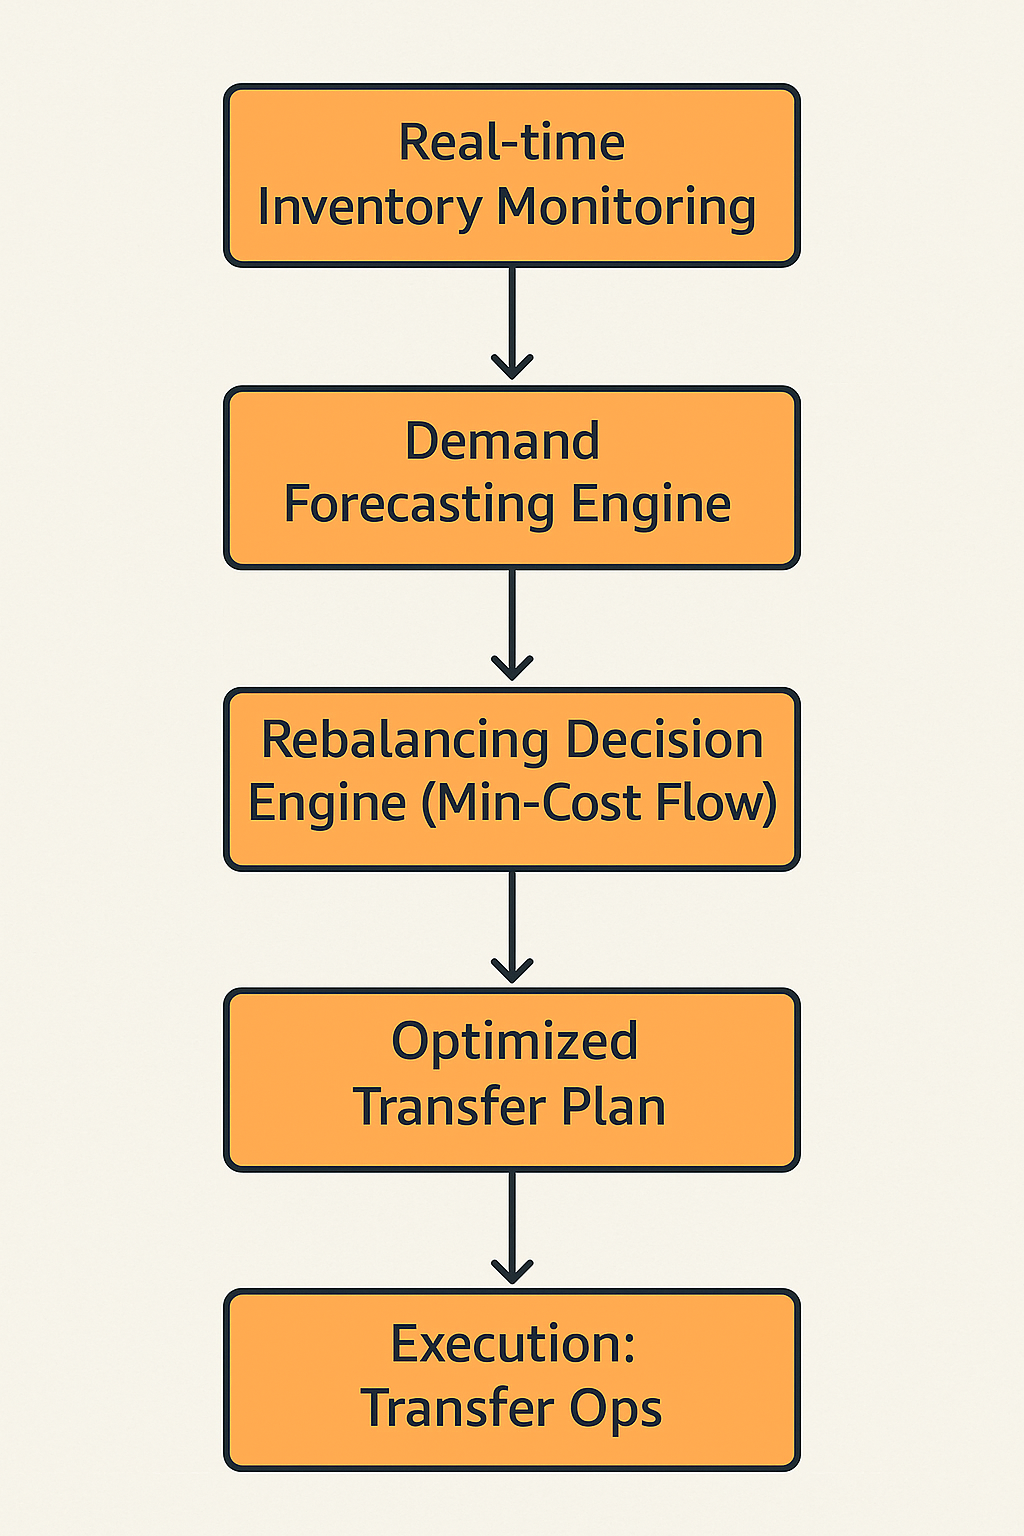 Real-time
Inventory Monitoring
Demand
Forecasting Engine
Rebalancing Decision
Engine (Min-Cost Flow)
Optimized
Transfer Plan
Execution:
Transfer Ops